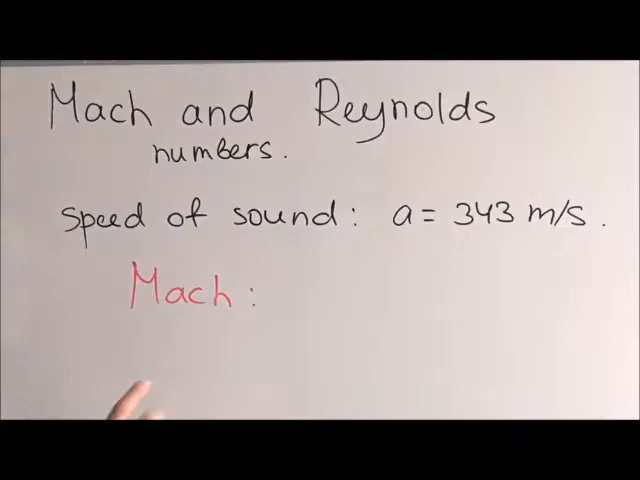 Mach and Reynolds
numbers.
speed of sound: a = 343 m/s.
Mach: